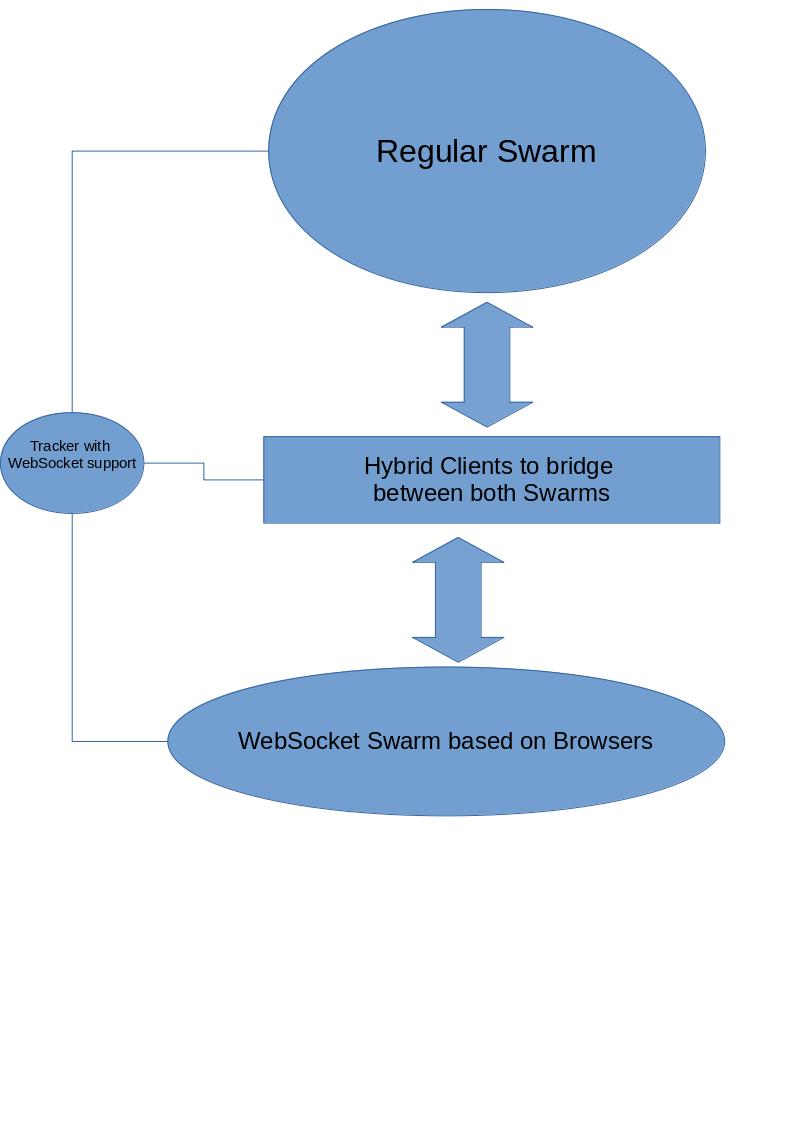 Regular Swarm
Tracker with
WebSocket support
Hybrid Clients to bridge
between both Swarms
WebSocket Swarm based on Browsers